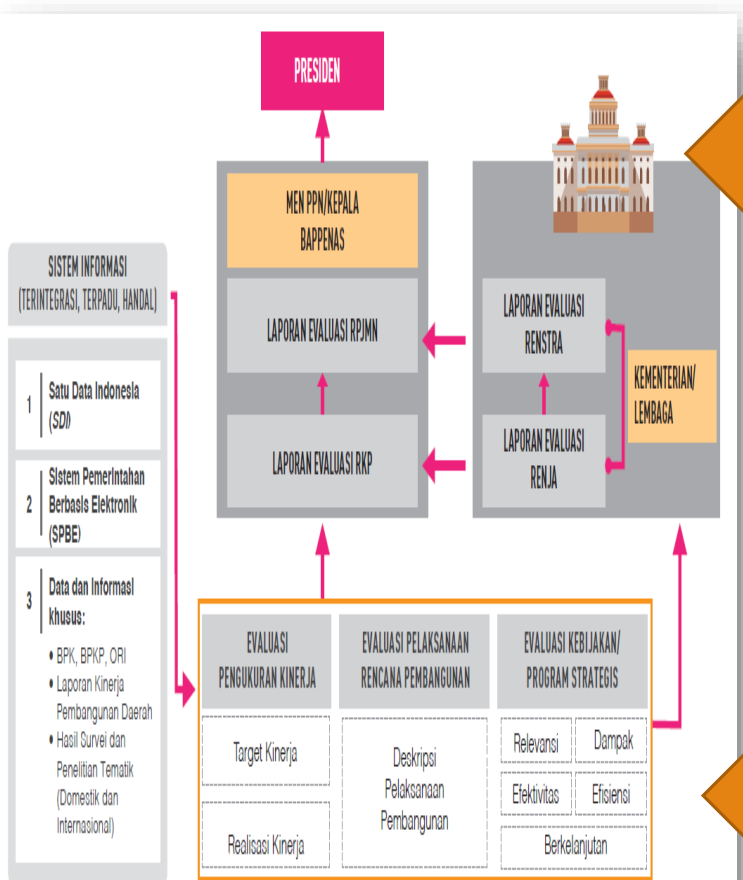 PRESIDEN
MEN PPN/KEPALA
BAPPENAS
LAPORAN EVALUASI RPJMN
LAPORAN EVALUASI RKP
LAPORAN EVALUASI
RENSTRA
LAPORAN EVALUASI
RENJA
KEMENTERIAN/
LEMBAGA
SISTEM INFORMASI
(TERINTEGRASI, TERPADU, HANDAL)
1 Satu Data Indonesia
(SDI)
2 Sistem Pemerintahan
Berbasis Elektronik
(SPBE)
3 Data dan Informasi
khusus:
• BPK, BPKP, ORI
• Laporan Kinerja
Pembangunan Daerah
• Hasil Survei dan
Penelitian Tematik
(Domestik dan
Internasional)
EVALUASI
PENGUKURAN KINERJA
Target Kinerja
Realisasi Kinerja
EVALUASI PELAKSANAAN
RENCANA PEMBANGUNAN
Deskripsi
Pelaksanaan
Pembangunan
EVALUASI KEBIJAKAN/
PROGRAM STRATEGIS
Relevansi
Dampak
Efektivitas
Efisiensi
Berkelanjutan